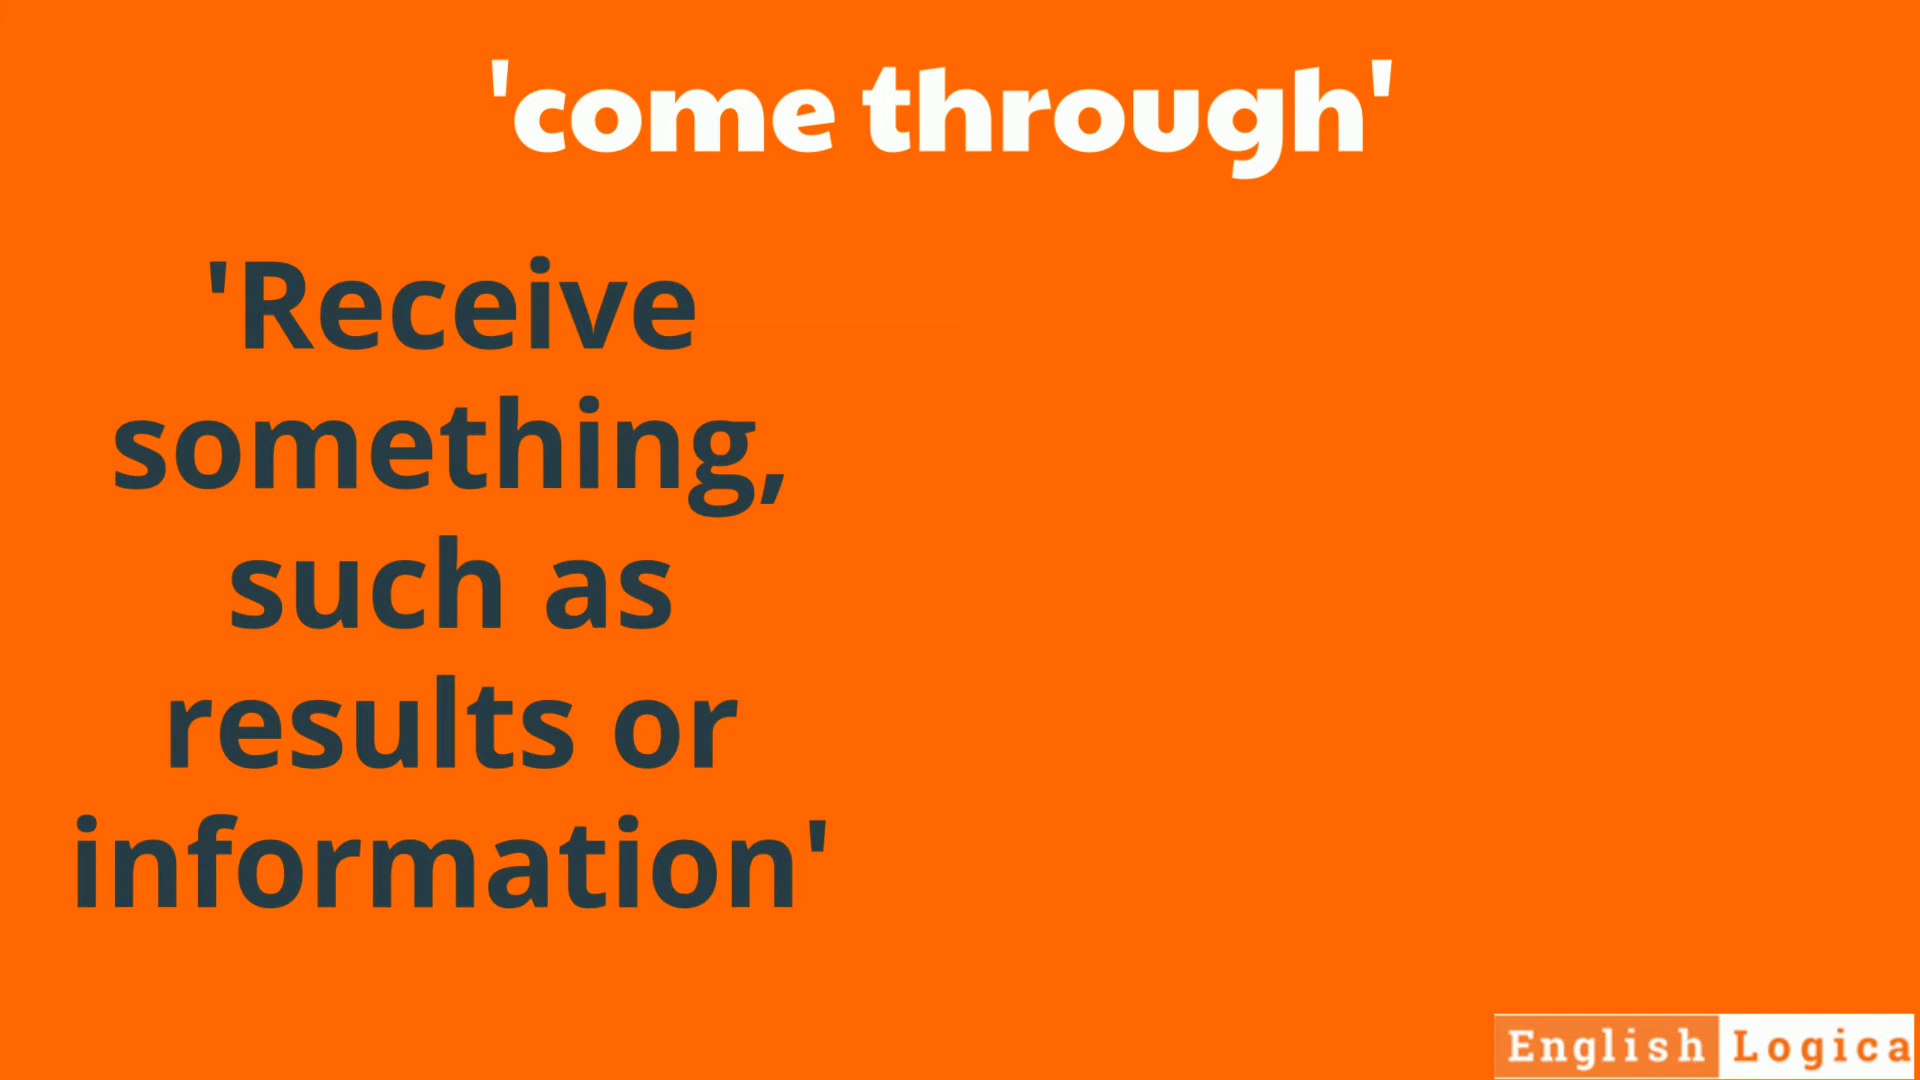 'come through'
'Receive
something,
such as
results or
information'
English Logica